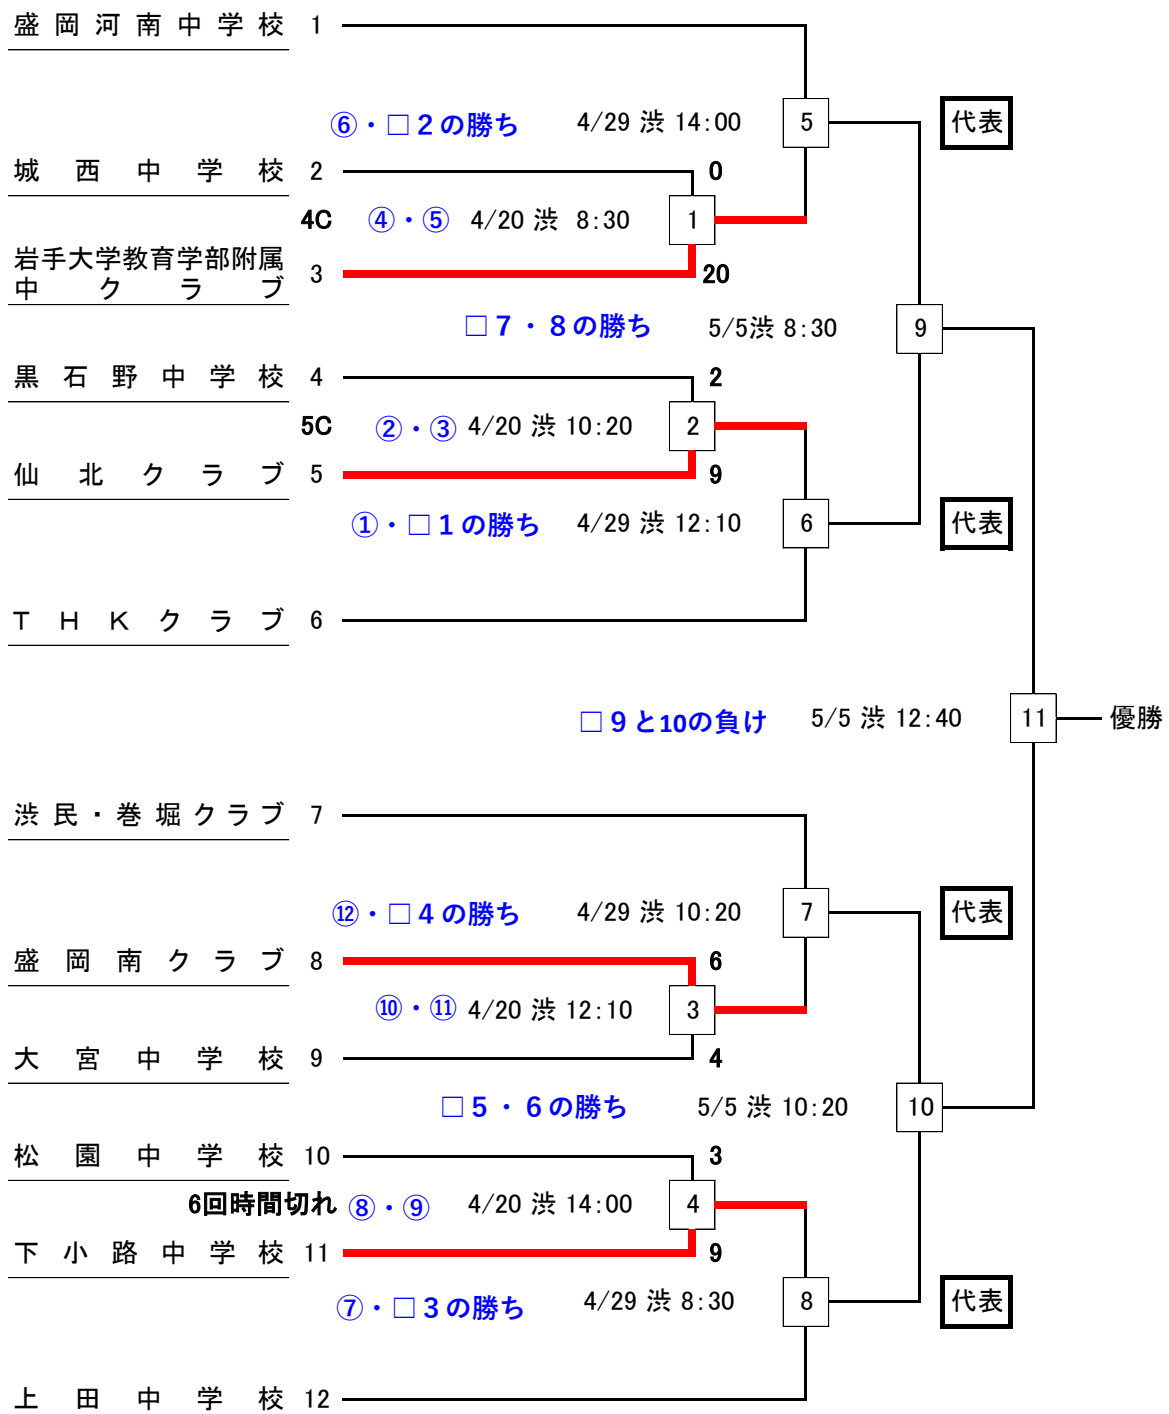 盛岡河南中学校 1
⑥・□２の勝ち 4/29 渋 14:00 5 代表
城西中学校 2 0
4C ④・⑤ 4/20 渋 8:30 1
岩手大学教育学部附属
中クラブ 3 20
□７・８の勝ち 5/5渋 8:30 9
黒石野中学校 4 2
5C ②・③ 4/20 渋 10:20 2
仙北クラブ 5 9
①・□１の勝ち 4/29 渋 12:10 6 代表
ＴＨＫクラブ 6
□９と10の負け 5/5 渋 12:40 11 優勝
渋民・巻堀クラブ 7
⑫・□４の勝ち 4/29 渋 10:20 7 代表
盛岡南クラブ 8 6
⑩・⑪ 4/20 渋 12:10 3
大宮中学校 9 4
□５・６の勝ち 5/5 渋 10:20 10
松園中学校 10 3
6回時間切れ ⑧・⑨ 4/20 渋 14:00 4
下小路中学校 11 9
⑦・□３の勝ち 4/29 渋 8:30 8 代表
上田中学校 12